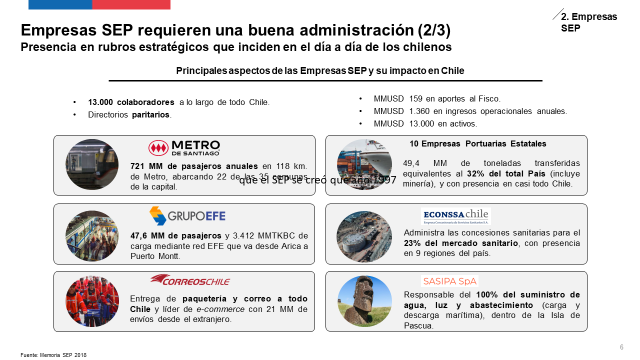 2. Empresas
SEP
Empresas SEP requieren una buena administración (2/3)
Presencia en rubros estratégicos que inciden en el día a día de los chilenos
Principales aspectos de las Empresas SEP y su impacto en Chile
• 13.000 colaboradores a lo largo de todo Chile.
• Directorios paritarios.
• MMUSD 159 en aportes al Fisco.
• MMUSD 1.360 en ingresos operacionales anuales.
• MMUSD 13.000 en activos.
METRO
DE SANTIAGO
721 MM de pasajeros anuales en 118 km.
de Metro, abarcando 22 de las 35 comunas
de la capital.
que el SEP se creó que año 1997
10 Empresas Portuarias Estatales
49,4 MM de toneladas transferidas
equivalentes al 32% del total País (incluye
minería), y con presencia en casi todo Chile.
GRUPOEFE
47,6 MM de pasajeros y 3.412 MMTKBC de
carga mediante red EFE que va desde Arica a
Puerto Montt.
ECONSSA chile
Administra las concesiones sanitarias para el
23% del mercado sanitario, con presencia
en 9 regiones del país.
CORREOSCHILE
Entrega de paquetería y correo a todo
Chile y líder de e-commerce con 21 MM de
envíos desde el extranjero.
SASIPA SpA
Responsable del 100% del suministro de
agua, luz y abastecimiento (carga y
descarga marítima), dentro de la Isla de
Pascua.
Fuente: Memoria SEP 2018